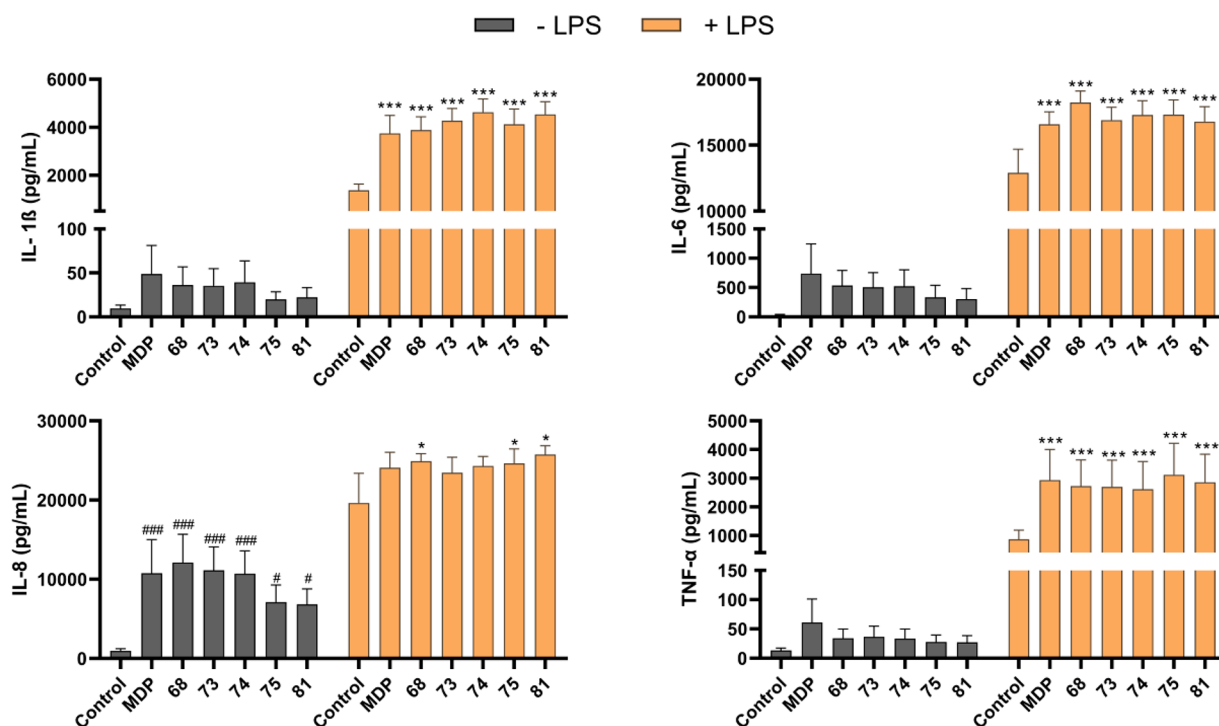 - LPS + LPS
IL- 1ß (pg/mL)
6000
4000
2000
100
50
0
*** *** *** *** *** ***
Control MDP 68 73 74 75 81 Control MDP 68 73 74 75 81
IL-6 (pg/mL)
20000
15000
10000
1500
1000
500
0
*** *** *** *** *** ***
Control MDP 68 73 74 75 81 Control MDP 68 73 74 75 81
IL-8 (pg/mL)
30000
20000
10000
0
### ### ### ### # # * * *
Control MDP 68 73 74 75 81 Control MDP 68 73 74 75 81
TNF-α (pg/mL)
5000
4000
3000
2000
1000
150
100
50
0
*** *** *** *** *** ***
Control MDP 68 73 74 75 81 Control MDP 68 73 74 75 81